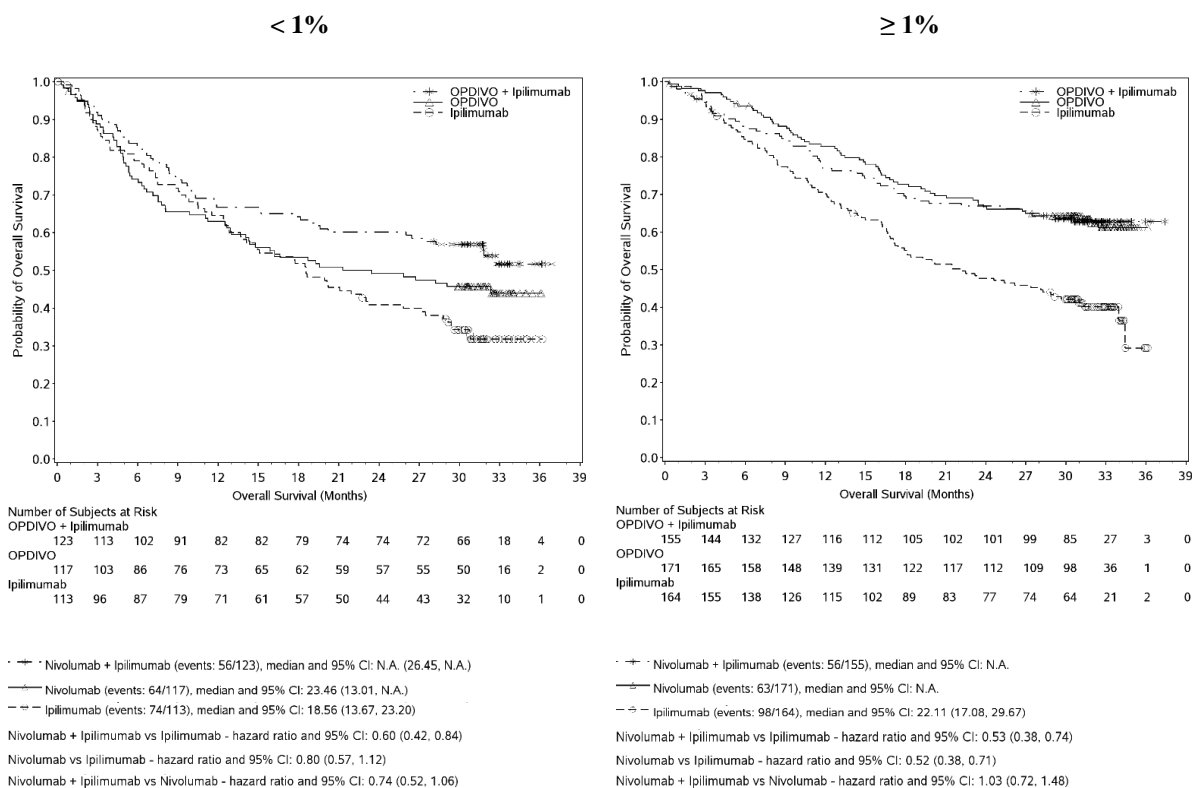 < 1%
≥ 1%
1.0
0.9
0.8
0.7
0.6
0.5
0.4
0.3
0.2
0.1
0.0
Probability of Overall Survival
OPDIVO + Ipilimumab
OPDIVO
Ipilimumab
0 3 6 9 12 15 18 21 24 27 30 33 36 39
Overall Survival (Months)
Number of Subjects at Risk
OPDIVO + Ipilimumab
123 113 102 91 82 82 79 74 74 72 66 18 4 0
OPDIVO
117 103 86 76 73 65 62 59 57 55 50 16 2 0
Ipilimumab
113 96 87 79 71 61 57 50 44 43 32 10 1 0
Nivolumab + Ipilimumab (events: 56/123), median and 95% CI: N.A. (26.45, N.A.)
Nivolumab (events: 64/117), median and 95% CI: 23.46 (13.01, N.A.)
Ipilimumab (events: 74/113), median and 95% CI: 18.56 (13.67, 23.20)
Nivolumab + Ipilimumab vs Ipilimumab - hazard ratio and 95% CI: 0.60 (0.42, 0.84)
Nivolumab vs Ipilimumab - hazard ratio and 95% CI: 0.80 (0.57, 1.12)
Nivolumab + Ipilimumab vs Nivolumab - hazard ratio and 95% CI: 0.74 (0.52, 1.06)
1.0
0.9
0.8
0.7
0.6
0.5
0.4
0.3
0.2
0.1
0.0
Probability of Overall Survival
OPDIVO + Ipilimumab
OPDIVO
Ipilimumab
0 3 6 9 12 15 18 21 24 27 30 33 36 39
Overall Survival (Months)
Number of Subjects at Risk
OPDIVO + Ipilimumab
155 144 132 127 116 112 105 102 101 99 85 27 3 0
OPDIVO
171 165 158 148 139 131 122 117 112 109 98 36 1 0
Ipilimumab
164 155 138 126 115 102 89 83 77 74 64 21 2 0
Nivolumab + Ipilimumab (events: 56/155), median and 95% CI: N.A.
Nivolumab (events: 63/171), median and 95% CI: N.A.
Ipilimumab (events: 98/164), median and 95% CI: 22.11 (17.08, 29.67)
Nivolumab + Ipilimumab vs Ipilimumab - hazard ratio and 95% CI: 0.53 (0.38, 0.74)
Nivolumab vs Ipilimumab - hazard ratio and 95% CI: 0.52 (0.38, 0.71)
Nivolumab + Ipilimumab vs Nivolumab - hazard ratio and 95% CI: 1.03 (0.72, 1.48)